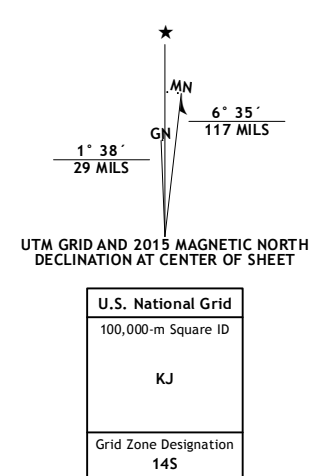 ★
MN
GN
6° 35´
117 MILS
1° 38´
29 MILS
UTM GRID AND 2015 MAGNETIC NORTH
DECLINATION AT CENTER OF SHEET
U.S. National Grid
100,000-m Square ID
KJ
Grid Zone Designation
14S